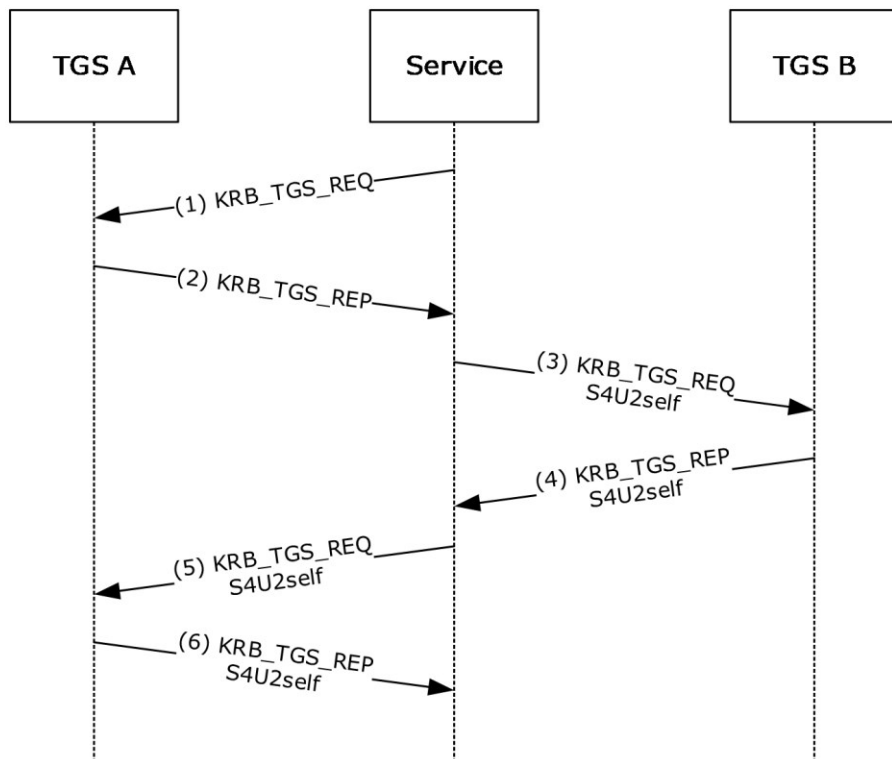 TGS A
Service
TGS B
(1) KRB_TGS_REQ
(2) KRB_TGS_REP
(3) KRB_TGS_REQ
S4U2self
(4) KRB_TGS_REP
S4U2self
(5) KRB_TGS_REQ
S4U2self
(6) KRB_TGS_REP
S4U2self